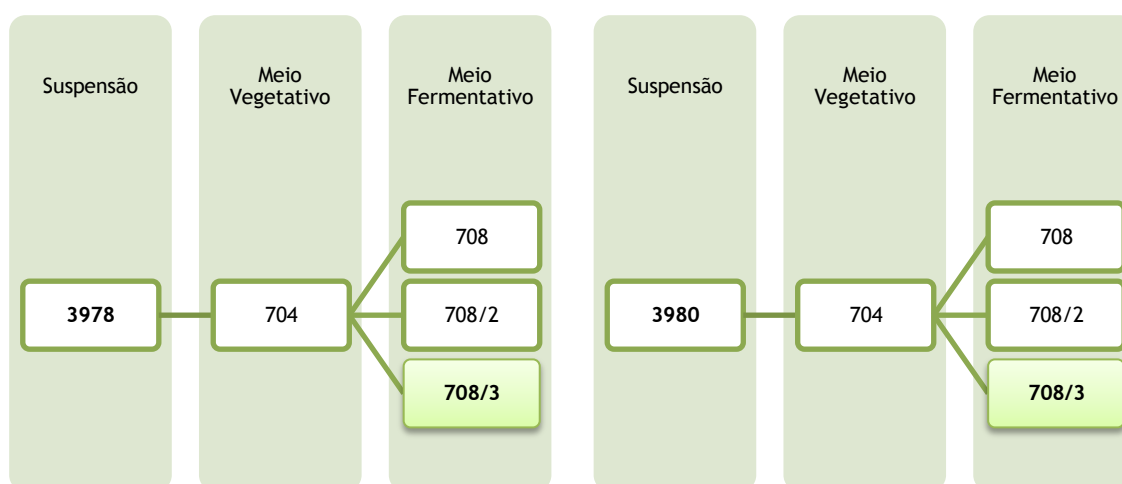 Suspensão
Meio
Vegetativo
Meio
Fermentativo
3978
704
708
708/2
708/3
Suspensão
Meio
Vegetativo
Meio
Fermentativo
3980
704
708
708/2
708/3